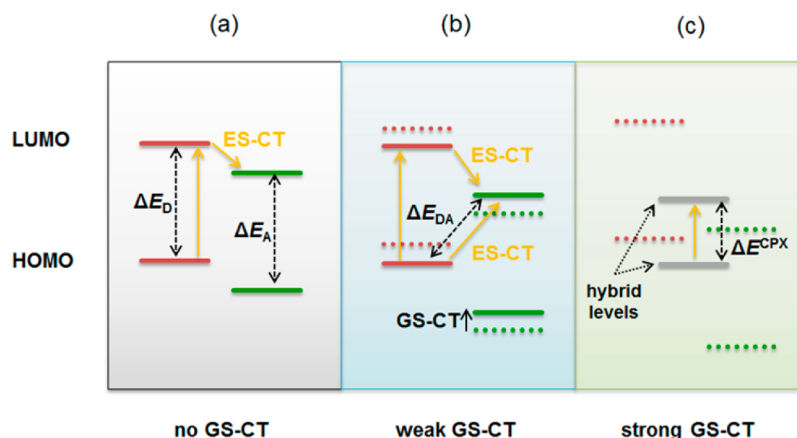 (a)
(b)
(c)
LUMO
HOMO
ES-CT
ΔE_D
ΔE_A
ES-CT
ΔE_DA
ES-CT
GS-CT
hybrid
levels
ΔE^CPX
no GS-CT
weak GS-CT
strong GS-CT